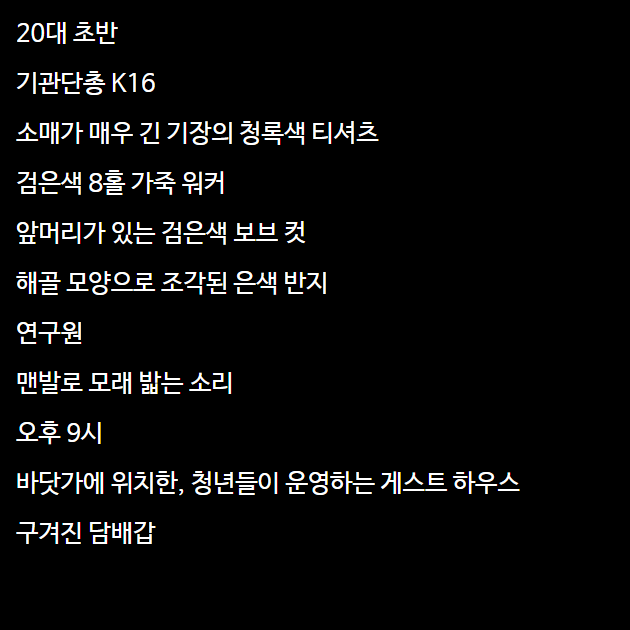 20대 초반
기관단총 K16
소매가 매우 긴 기장의 청록색 티셔츠
검은색 8홀 가죽 워커
앞머리가 있는 검은색 보브 컷
해골 모양으로 조각된 은색 반지
연구원
맨발로 모래 밟는 소리
오후 9시
바닷가에 위치한, 청년들이 운영하는 게스트 하우스
구겨진 담배갑